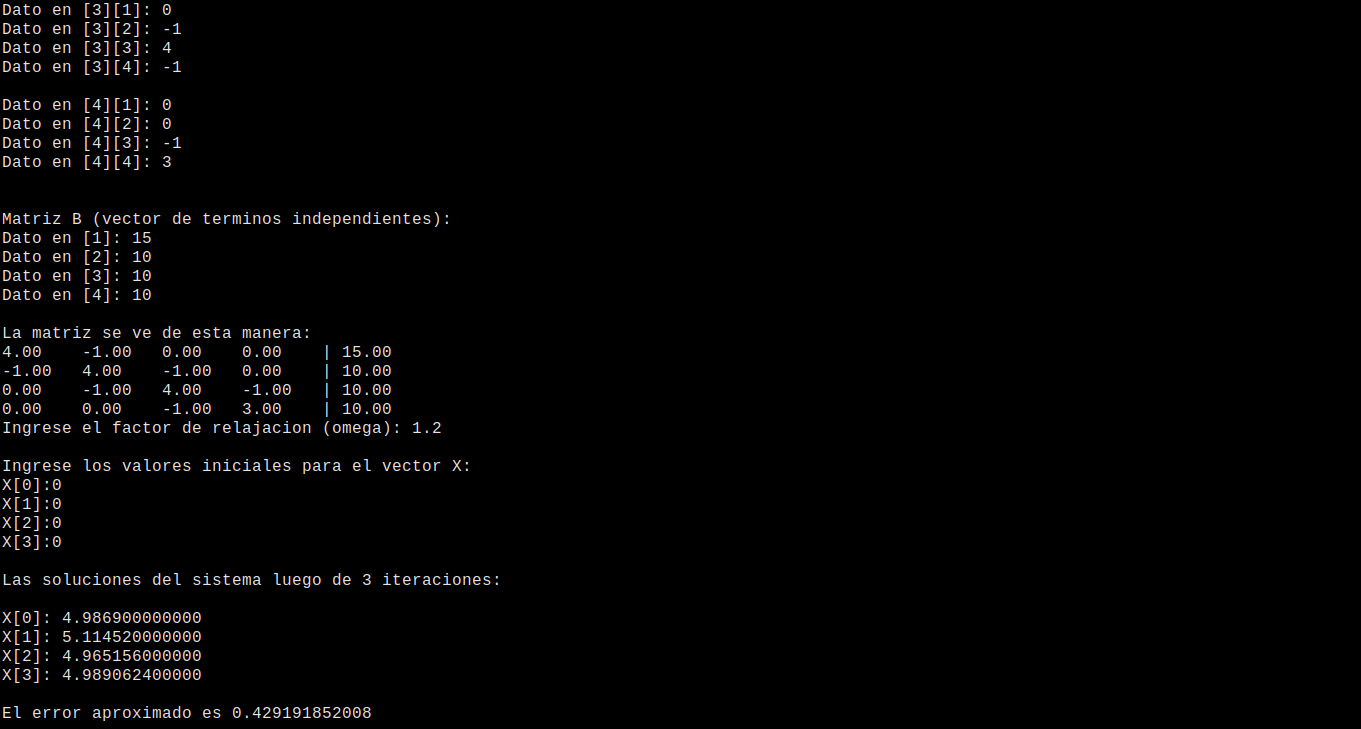 Dato en [3][1]: 0
Dato en [3][2]: -1
Dato en [3][3]: 4
Dato en [3][4]: -1
Dato en [4][1]: 0
Dato en [4][2]: 0
Dato en [4][3]: -1
Dato en [4][4]: 3
Matriz B (vector de terminos independientes):
Dato en [1]: 15
Dato en [2]: 10
Dato en [3]: 10
Dato en [4]: 10
La matriz se ve de esta manera:
4.00    -1.00   0.00    0.00    | 15.00
-1.00   4.00    -1.00   0.00    | 10.00
0.00    -1.00   4.00    -1.00   | 10.00
0.00    0.00    -1.00   3.00    | 10.00
Ingrese el factor de relajacion (omega): 1.2
Ingrese los valores iniciales para el vector X:
X[0]:0
X[1]:0
X[2]:0
X[3]:0
Las soluciones del sistema luego de 3 iteraciones:
X[0]: 4.986900000000
X[1]: 5.114520000000
X[2]: 4.965156000000
X[3]: 4.989062400000
El error aproximado es 0.429191852008